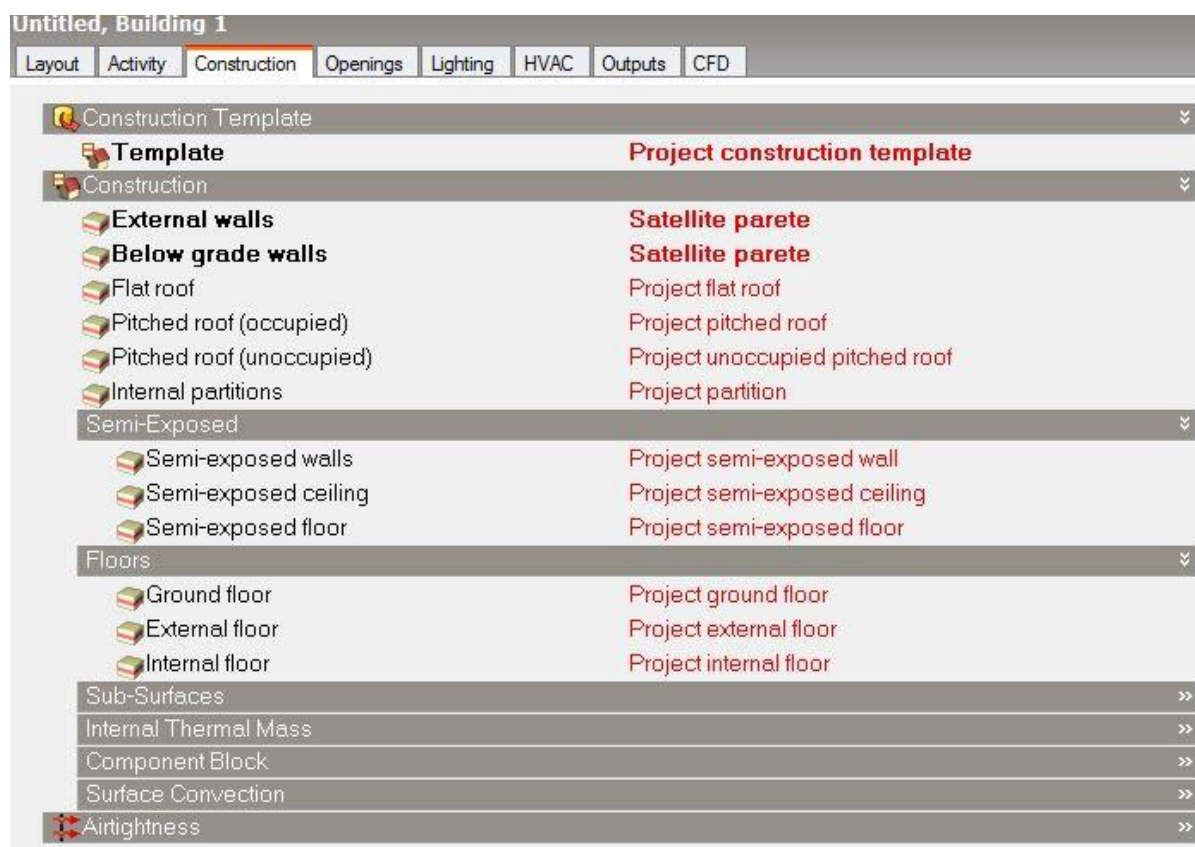 Untitled, Building 1
Layout Activity Construction Openings Lighting HVAC Outputs CFD
Construction Template
Template Project construction template
Construction
External walls Satellite parete
Below grade walls Satellite parete
Flat roof Project flat roof
Pitched roof (occupied) Project pitched roof
Pitched roof (unoccupied) Project unoccupied pitched roof
Internal partitions Project partition
Semi-Exposed
Semi-exposed walls Project semi-exposed wall
Semi-exposed ceiling Project semi-exposed ceiling
Semi-exposed floor Project semi-exposed floor
Floors
Ground floor Project ground floor
External floor Project external floor
Internal floor Project internal floor
Sub-Surfaces
Internal Thermal Mass
Component Block
Surface Convection
Airtightness